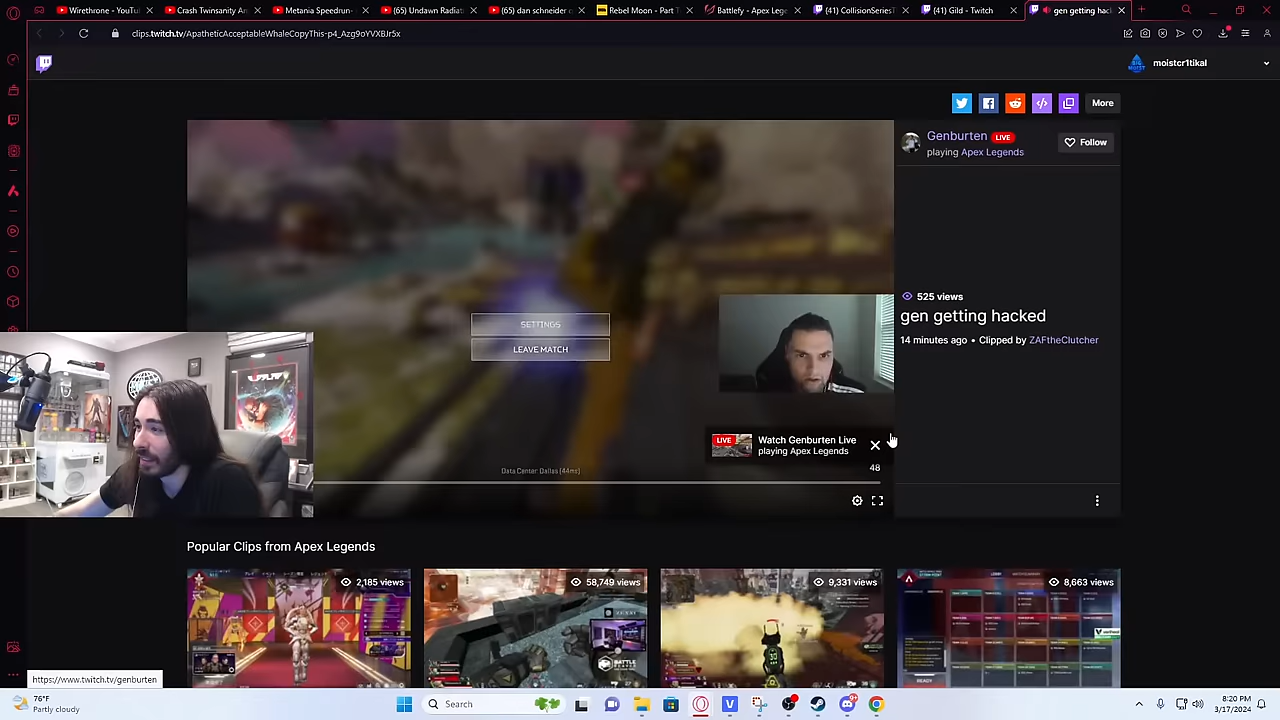 Wirethrone - YouTu
Crash Twinsanity An
Metania Speedrun-
(65) Undawn Radiat
(65) dan schneider o
Rebel Moon - Part T
Battlefy - Apex Leg
(41) CollisionSeries
(41) Gild - Twitch
gen getting hack
clips.twitch.tv/ApatheticAcceptableWhaleCopyThis-p4_Azg9oYVXBJr5x
moistcr1tikal
More
Genburten LIVE
playing Apex Legends
Follow
525 views
gen getting hacked
14 minutes ago • Clipped by ZAFtheClutcher
SETTINGS
LEAVE MATCH
LIVE
Watch Genburten Live
playing Apex Legends
48
Data Center: Dallas (44ms)
Popular Clips from Apex Legends
2,185 views
58,749 views
9,331 views
8,663 views
READY
https://www.twitch.tv/genburten
76°F
Partly cloudy
Search
8:20 PM
3/17/2024